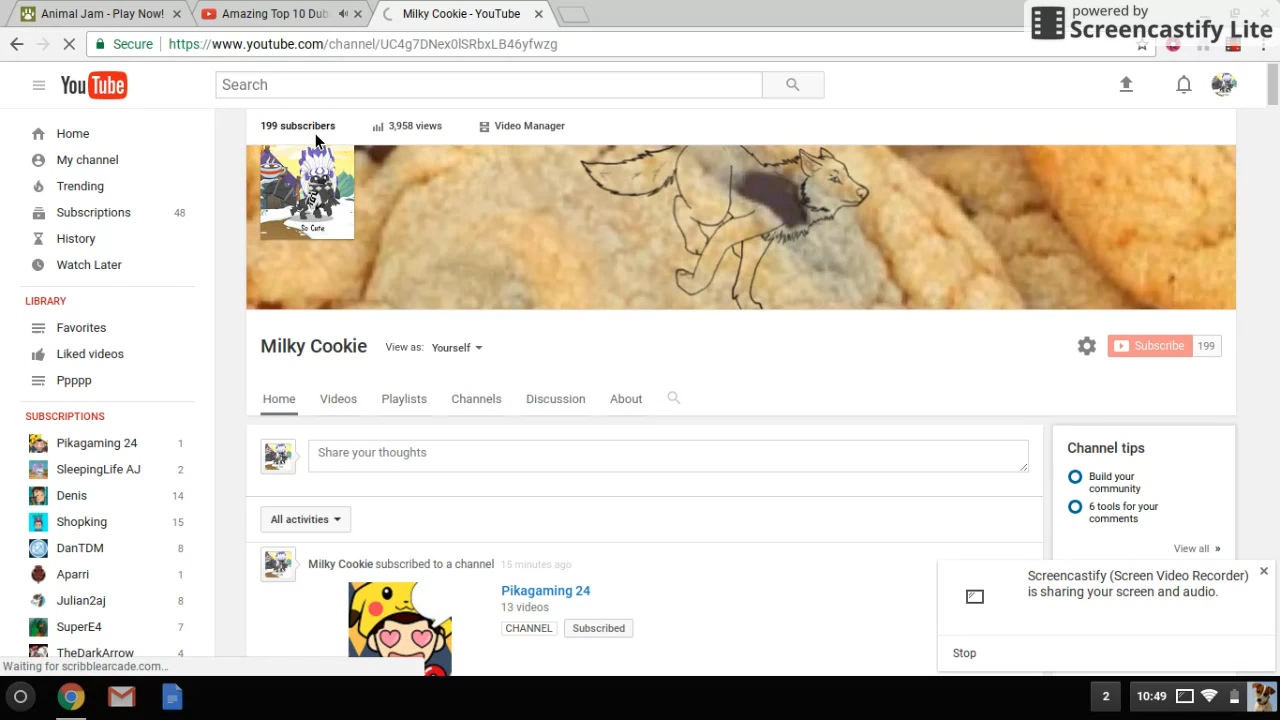 Animal Jam - Play Now!
Amazing Top 10 Dub
Milky Cookie - YouTube
powered by
Screencastify Lite
Secure
https://www.youtube.com/channel/UC4g7DNex0lSRbxLB46yfwzg
YouTube
Search
199 subscribers
3,958 views
Video Manager
Home
My channel
Trending
Subscriptions 48
History
Watch Later
LIBRARY
Favorites
Liked videos
Ppppp
SUBSCRIPTIONS
Pikagaming 24 1
SleepingLife AJ 2
Denis 14
Shopking 15
DanTDM 8
Aparri 1
Julian2aj 8
SuperE4 7
TheDarkArrow
So Cute
Milky Cookie
View as: Yourself
Subscribe 199
Home Videos Playlists Channels Discussion About
Share your thoughts
All activities
Milky Cookie subscribed to a channel 15 minutes ago
Pikagaming 24
13 videos
CHANNEL Subscribed
Channel tips
Build your
community
6 tools for your
comments
View all »
Screencastify (Screen Video Recorder)
is sharing your screen and audio.
Stop
Waiting for scribblearcade.com...
2
10:49